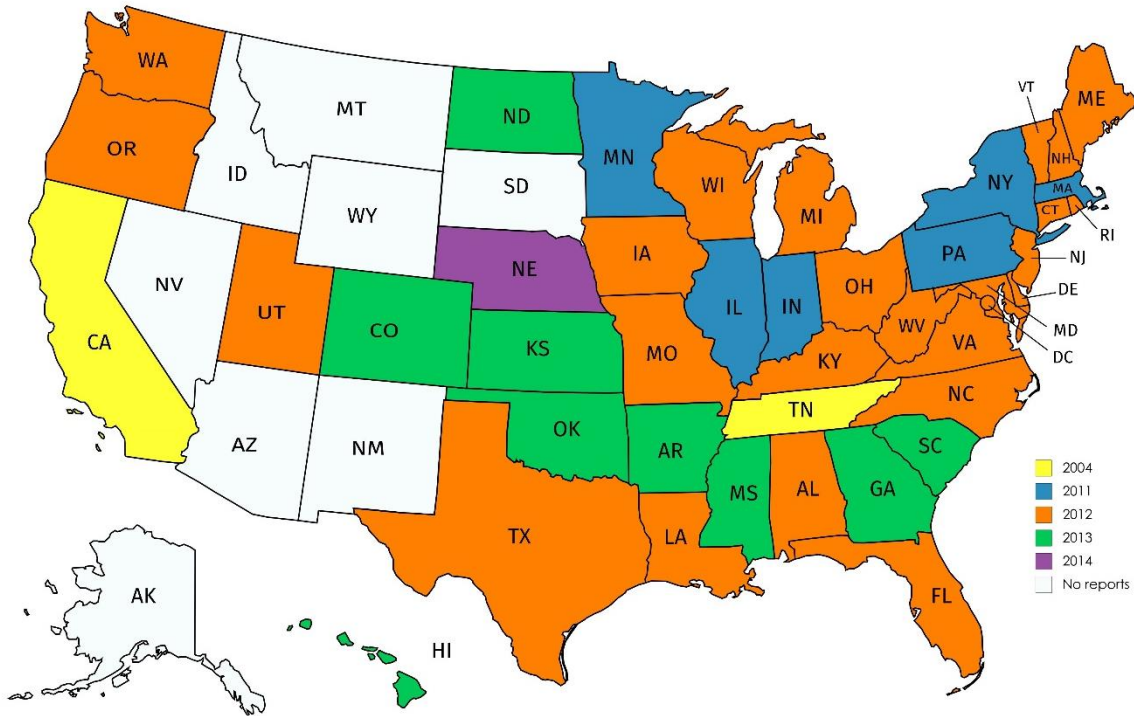 WA
MT
ND
MN
VT
ME
OR
ID
SD
WI
MI
NY
NH
MA
CT
RI
WY
IA
PA
NJ
NV
NE
IL
IN
OH
DE
UT
CO
KS
MO
WV
MD
CA
KY
VA
DC
TN
NC
AZ
NM
OK
AR
SC
MS
AL
GA
TX
LA
FL
AK
HI
2004
2011
2012
2013
2014
No reports